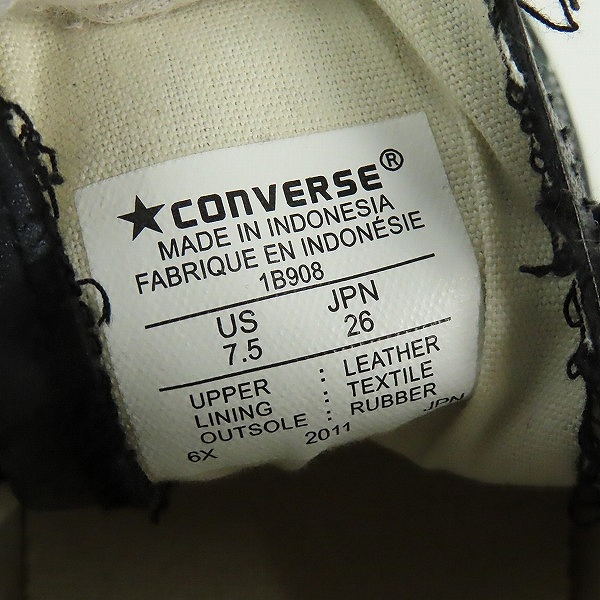 ★CONVERSE®
MADE IN INDONESIA
FABRIQUE EN INDONÉSIE
1B908
US JPN
7.5 26
UPPER : LEATHER
LINING : TEXTILE
OUTSOLE : RUBBER
6X 2011 JPN